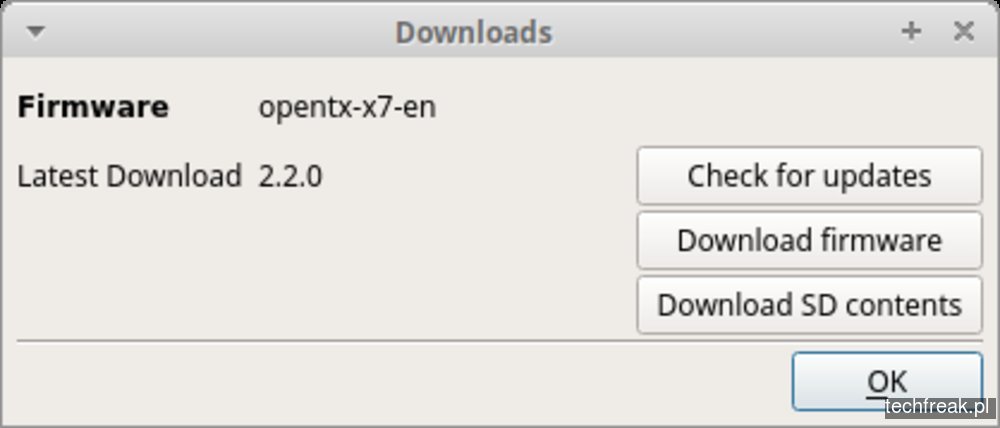 Downloads
Firmware opentx-x7-en
Latest Download 2.2.0 Check for updates
Download firmware
Download SD contents
OK
techfreak.pl